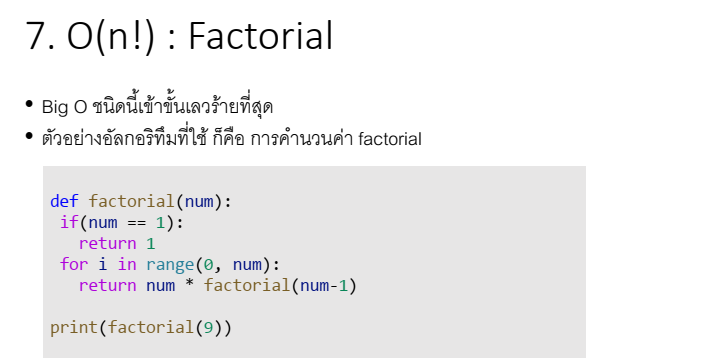 7. O(n!) : Factorial
• Big O ชนิดนี้เข้าขั้นเลวร้ายที่สุด
• ตัวอย่างอัลกอริทึมที่ใช้ ก็คือ การคำนวนค่า factorial
def factorial(num):
 if(num == 1):
   return 1
 for i in range(0, num):
   return num * factorial(num-1)
print(factorial(9))